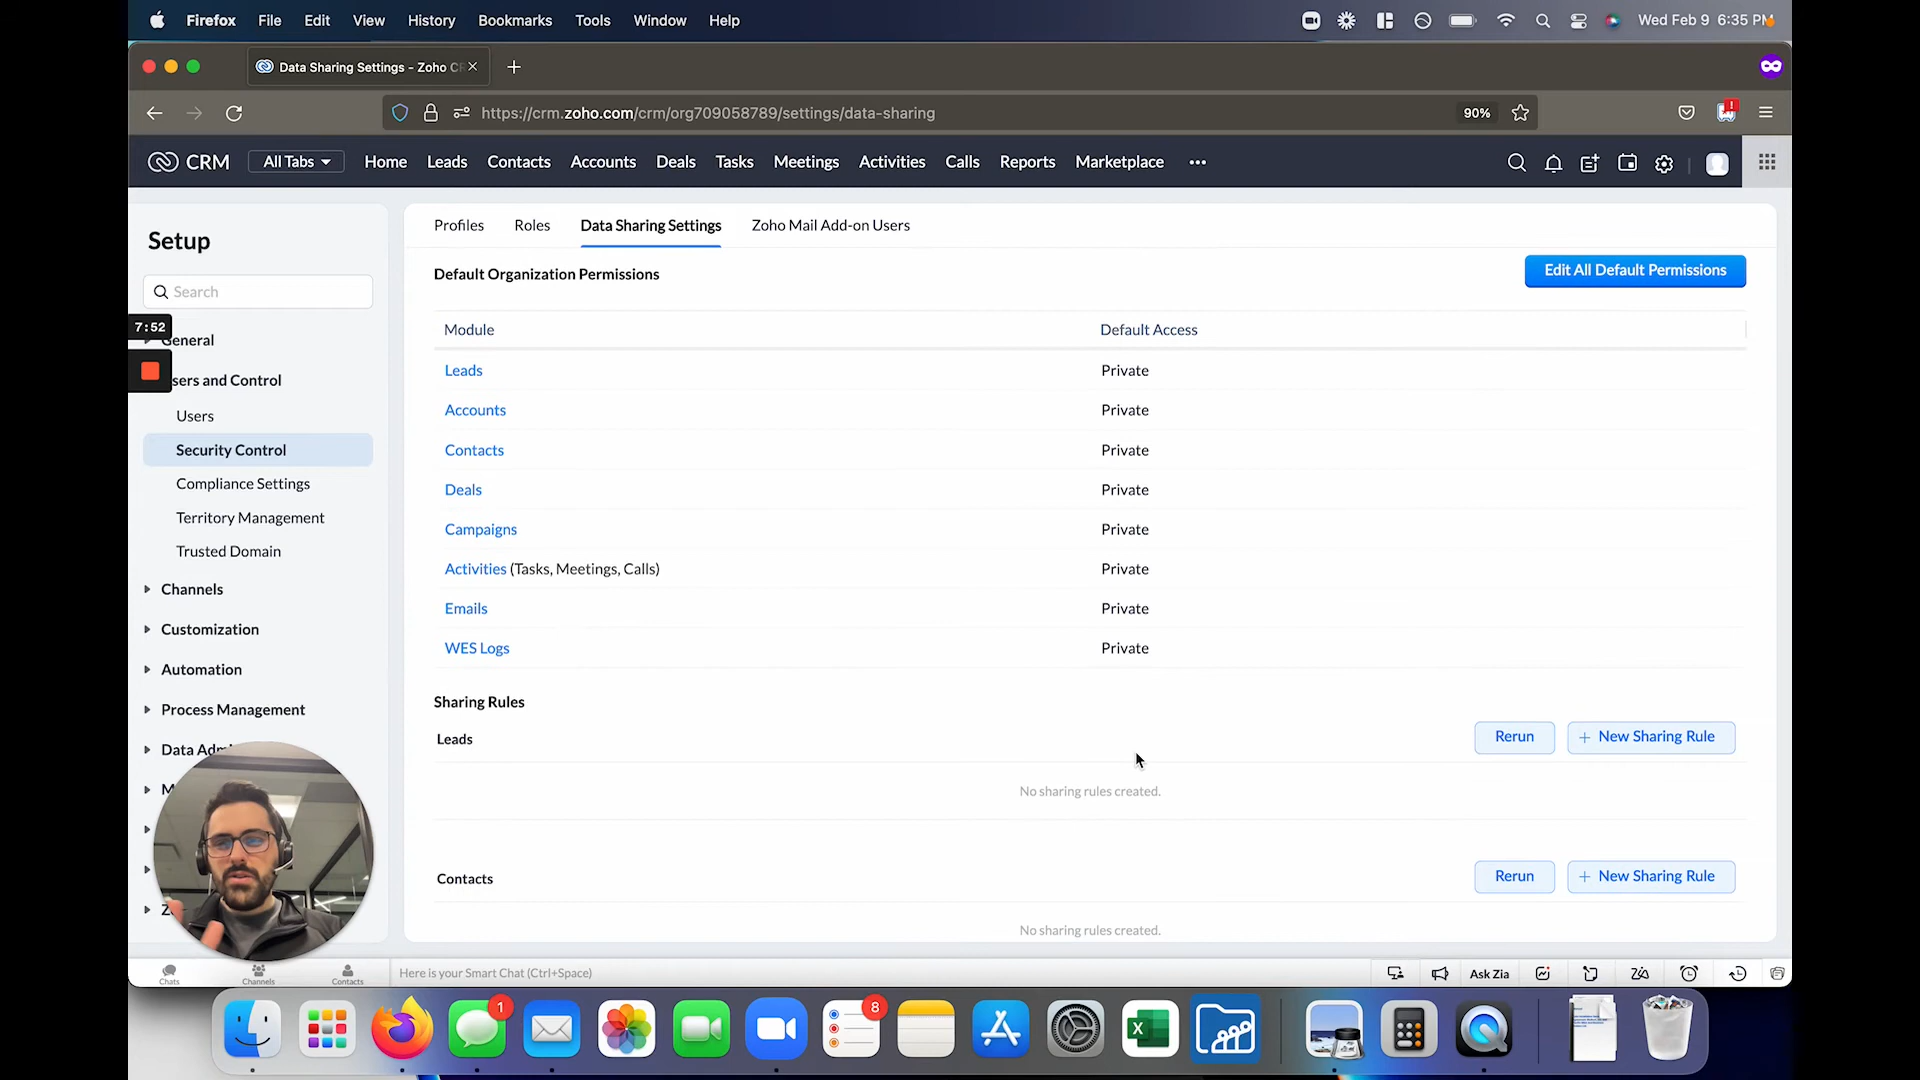 Firefox File Edit View History Bookmarks Tools Window Help Wed Feb 9 6:35 PM
Data Sharing Settings - Zoho C
https://crm.zoho.com/crm/org709058789/settings/data-sharing 90%
CRM All Tabs Home Leads Contacts Accounts Deals Tasks Meetings Activities Calls Reports Marketplace
Setup
Search
7:52
General
sers and Control
Users
Security Control
Compliance Settings
Territory Management
Trusted Domain
Channels
Customization
Automation
Process Management
Data Adm
M
Z
Profiles Roles Data Sharing Settings Zoho Mail Add-on Users
Default Organization Permissions Edit All Default Permissions
Module Default Access
Leads Private
Accounts Private
Contacts Private
Deals Private
Campaigns Private
Activities (Tasks, Meetings, Calls) Private
Emails Private
WES Logs Private
Sharing Rules
Leads Rerun + New Sharing Rule
No sharing rules created.
Contacts Rerun + New Sharing Rule
No sharing rules created.
Chats Channels Contacts Here is your Smart Chat (Ctrl+Space) Ask Zia
1 8